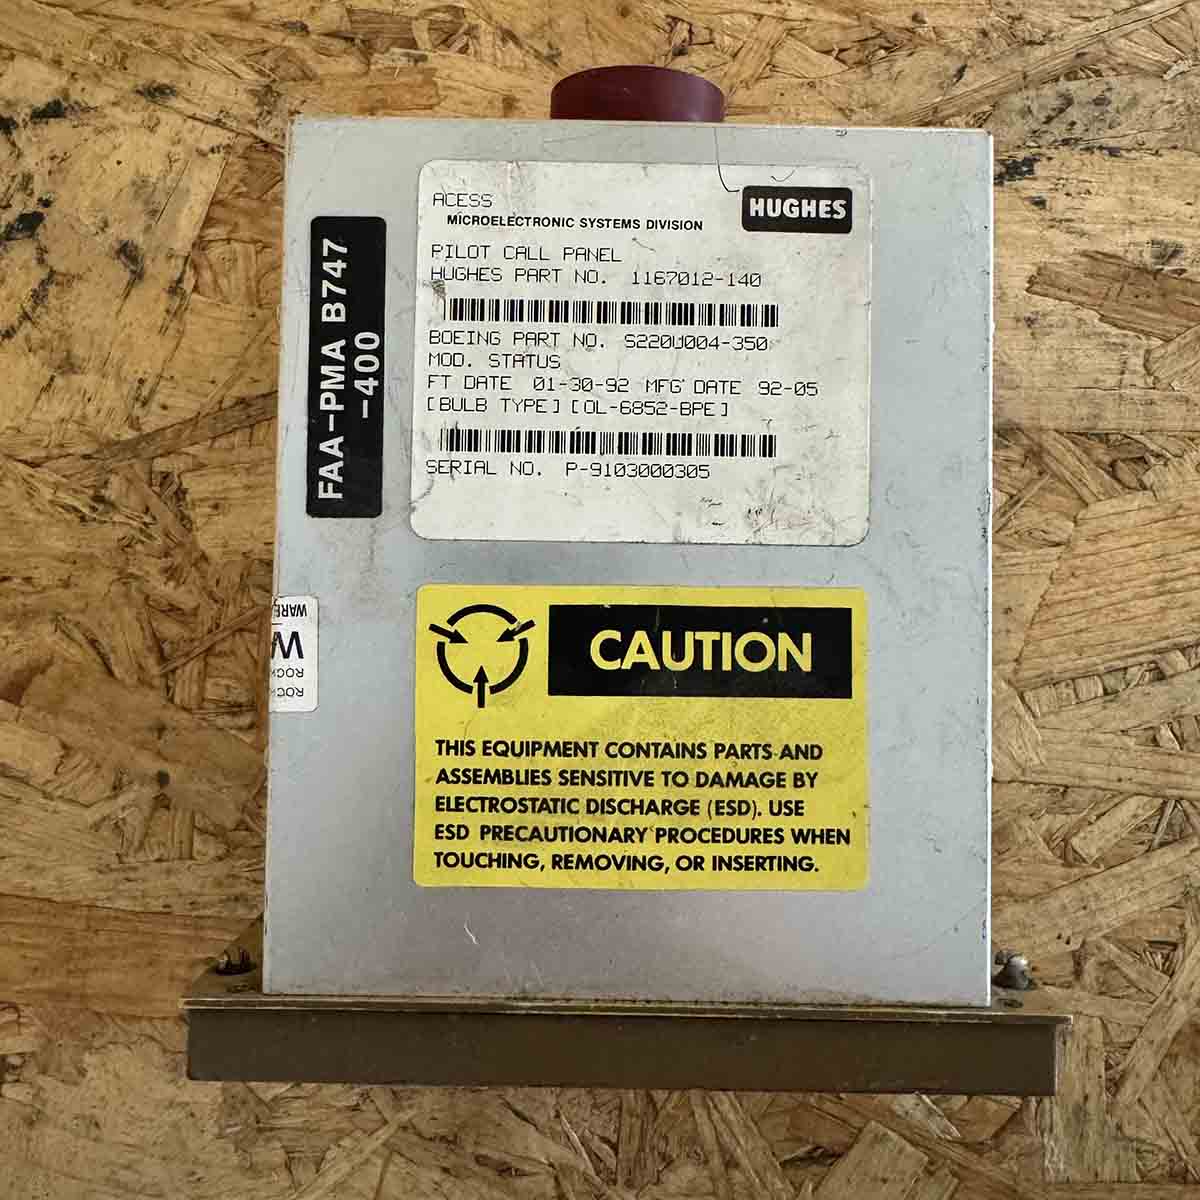 ACESS
HUGHES
MICROELECTRONIC SYSTEMS DIVISION
PILOT CALL PANEL
HUGHES PART NO. 1167012-140
BOEING PART NO. S220U004-350
MOD. STATUS
FT DATE 01-30-92 MFG DATE 92-05
[BULB TYPE] [OL-6852-BPE]
SERIAL NO. P-9103000305
FAA-PMA B747
-400
CAUTION
THIS EQUIPMENT CONTAINS PARTS AND
ASSEMBLIES SENSITIVE TO DAMAGE BY
ELECTROSTATIC DISCHARGE (ESD). USE
ESD PRECAUTIONARY PROCEDURES WHEN
TOUCHING, REMOVING, OR INSERTING.